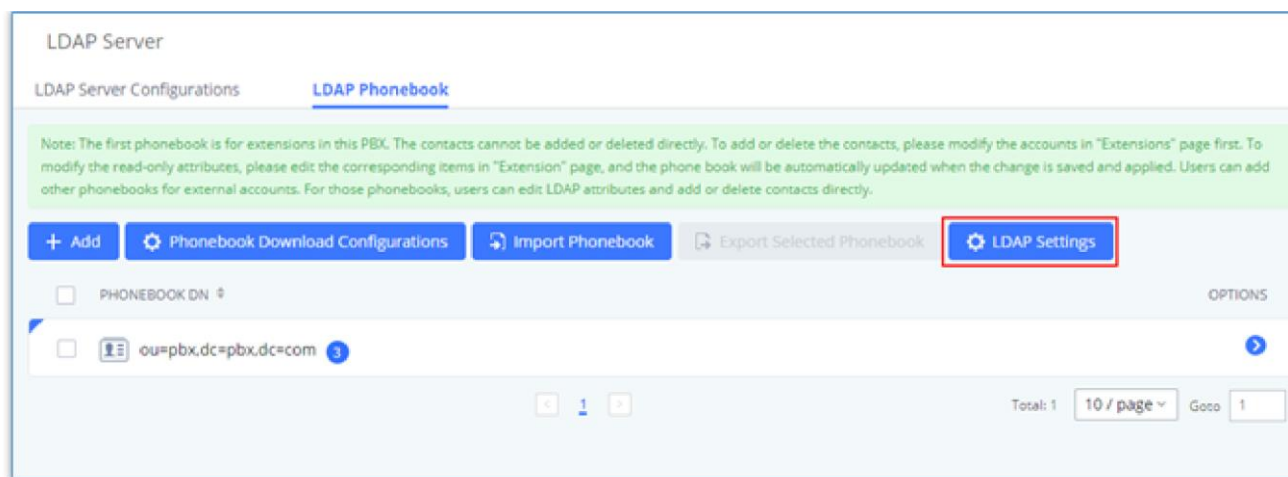 LDAP Server
LDAP Server Configurations LDAP Phonebook
Note: The first phonebook is for extensions in this PBX. The contacts cannot be added or deleted directly. To add or delete the contacts, please modify the accounts in "Extensions" page first. To
modify the read-only attributes, please edit the corresponding items in "Extension" page, and the phone book will be automatically updated when the change is saved and applied. Users can add
other phonebooks for external accounts. For those phonebooks, users can edit LDAP attributes and add or delete contacts directly.
+ Add Phonebook Download Configurations Import Phonebook Export Selected Phonebook LDAP Settings
PHONEBOOK DN OPTIONS
ou=pbx,dc=pbx,dc=com 3
< 1 > Total: 1 10 / page Goto 1